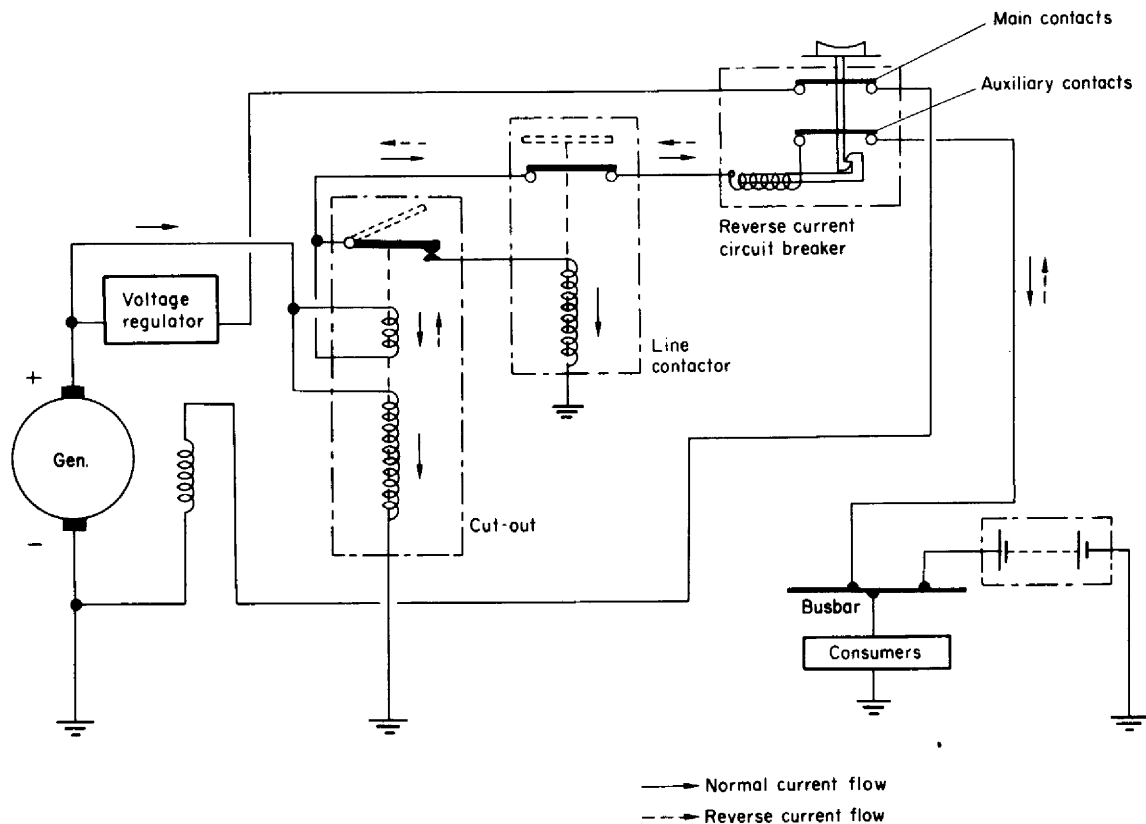 Main contacts
Auxiliary contacts
Reverse current
circuit breaker
Voltage
regulator
Line
contactor
+
Gen.
-
Cut-out
Busbar
Consumers
Normal current flow
Reverse current flow